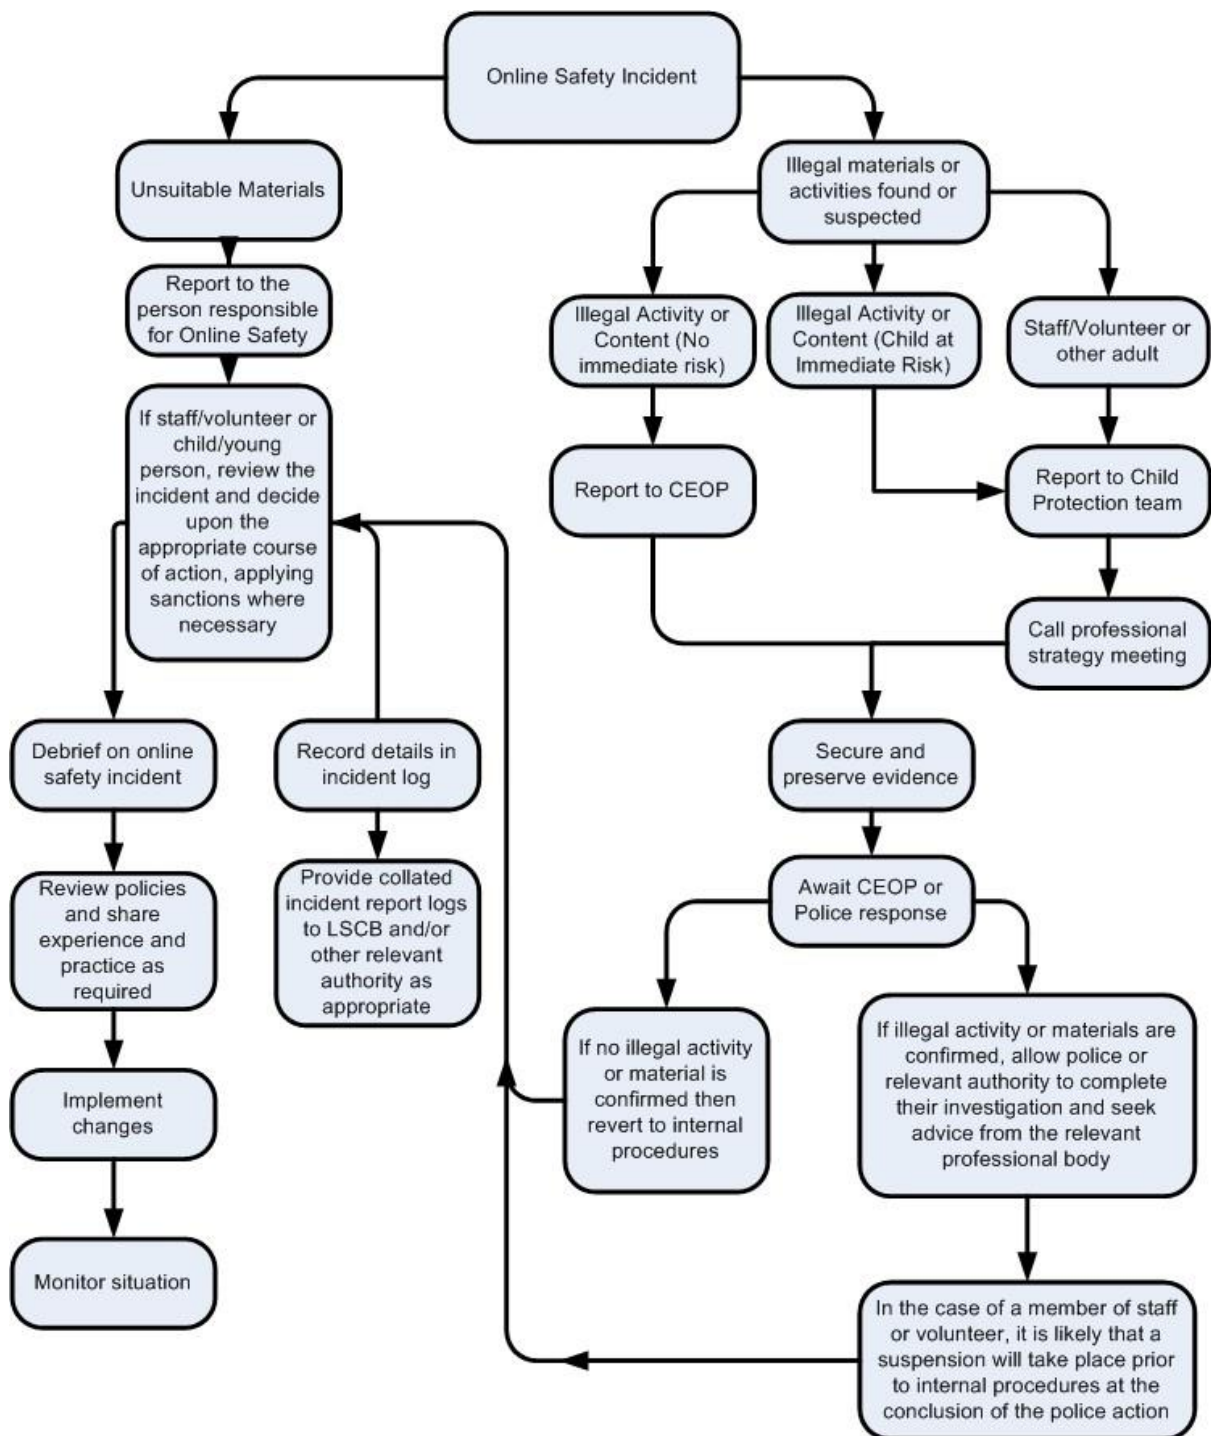 Online Safety Incident
Unsuitable Materials
Illegal materials or
activities found or
suspected
Report to the
person responsible
for Online Safety
Illegal Activity or
Content (No
immediate risk)
Illegal Activity or
Content (Child at
Immediate Risk)
Staff/Volunteer or
other adult
If staff/volunteer or
child/young
person, review the
incident and decide
upon the
appropriate course
of action, applying
sanctions where
necessary
Report to CEOP
Report to Child
Protection team
Call professional
strategy meeting
Debrief on online
safety incident
Record details in
incident log
Secure and
preserve evidence
Review policies
and share
experience and
practice as
required
Provide collated
incident report logs
to LSCB and/or
other relevant
authority as
appropriate
Await CEOP or
Police response
If no illegal activity
or material is
confirmed then
revert to internal
procedures
If illegal activity or materials are
confirmed, allow police or
relevant authority to complete
their investigation and seek
advice from the relevant
professional body
Implement
changes
Monitor situation
In the case of a member of staff
or volunteer, it is likely that a
suspension will take place prior
to internal procedures at the
conclusion of the police action